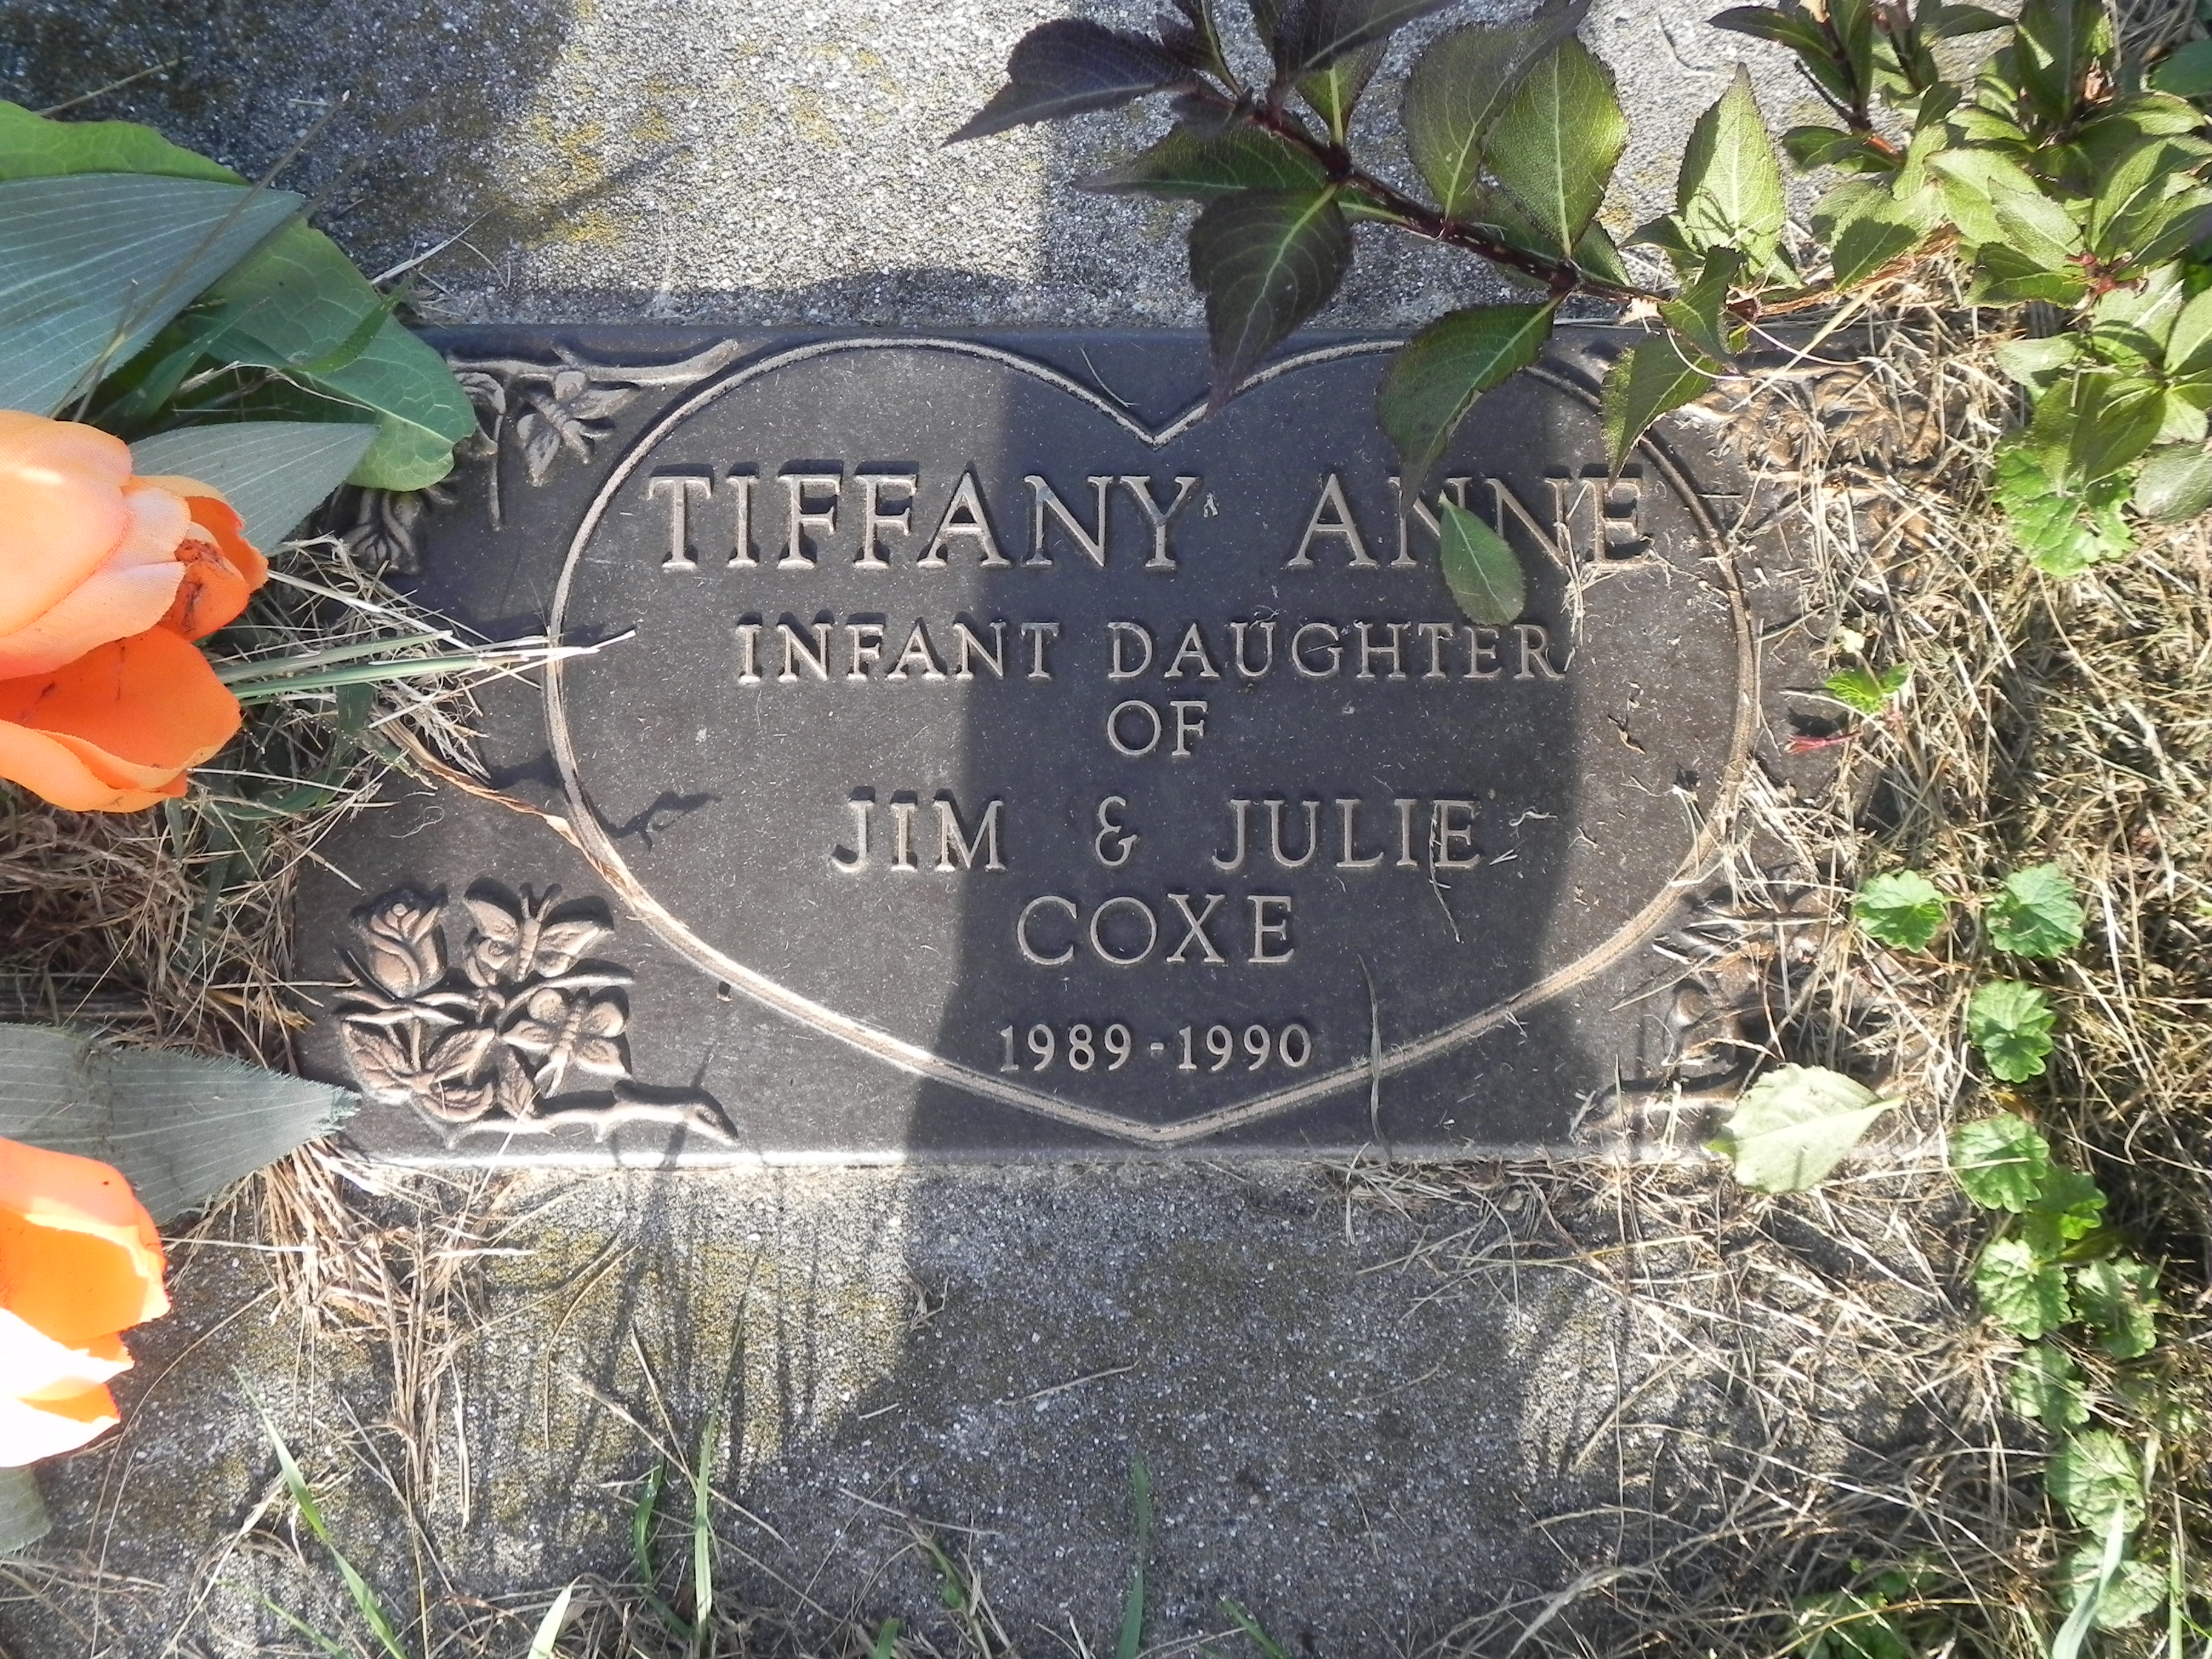 TIFFANY ANNE
INFANT DAUGHTER
OF
JIM & JULIE
COXE
1989-1990